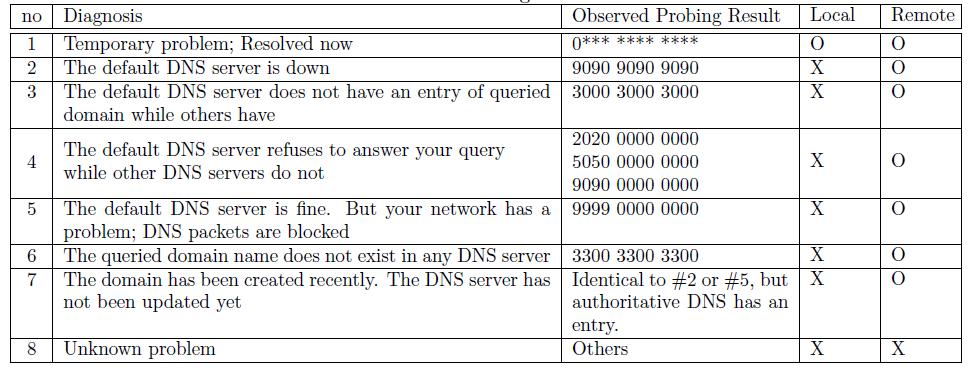 no Diagnosis Observed Probing Result Local Remote
1 Temporary problem; Resolved now 0*** **** **** O O
2 The default DNS server is down 9090 9090 9090 X O
3 The default DNS server does not have an entry of queried 3000 3000 3000 X O
domain while others have
4 The default DNS server refuses to answer your query 2020 0000 0000 X O
while other DNS servers do not 5050 0000 0000
9090 0000 0000
5 The default DNS server is fine. But your network has a 9999 0000 0000 X O
problem; DNS packets are blocked
6 The queried domain name does not exist in any DNS server 3300 3300 3300 X O
7 The domain has been created recently. The DNS server has Identical to #2 or #5, but X O
not been updated yet authoritative DNS has an
entry.
8 Unknown problem Others X X